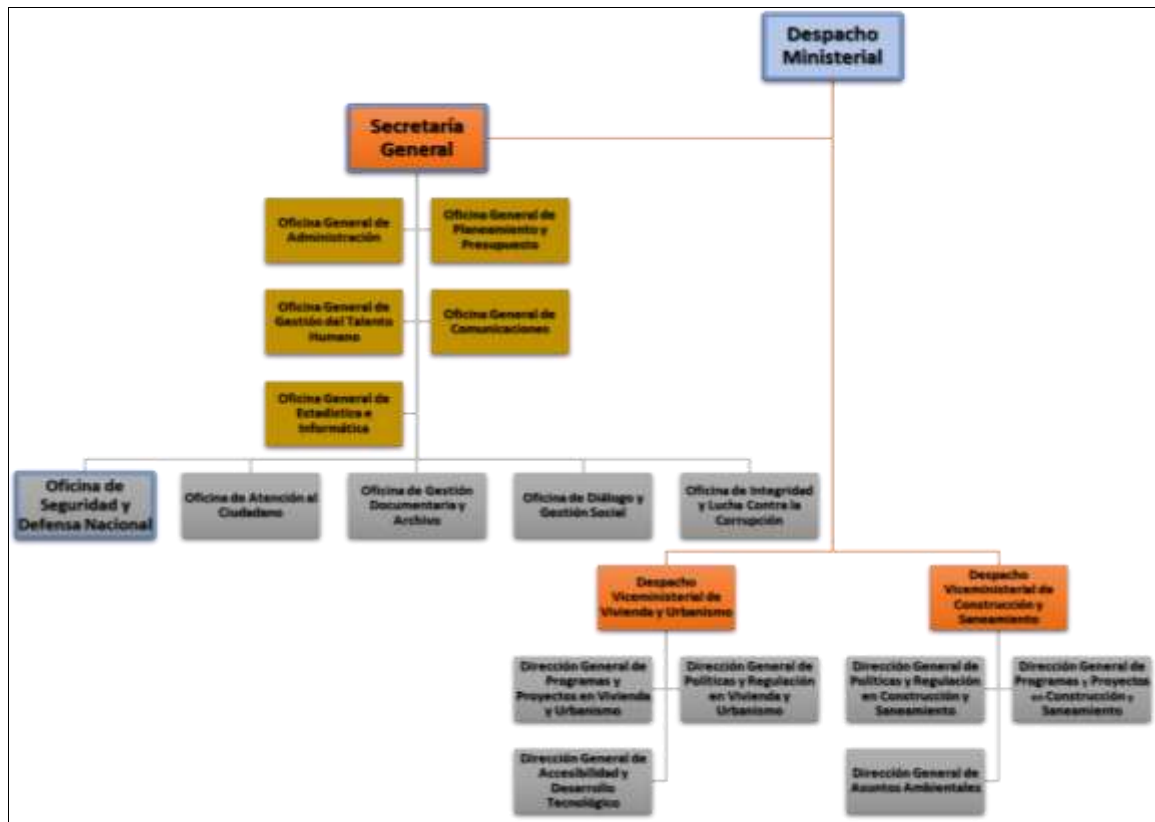 Despacho
Ministerial
Secretaría
General
Oficina General de
Administración
Oficina General de
Planeamiento y
Presupuesto
Oficina General de
Gestión del Talento
Humano
Oficina General de
Comunicaciones
Oficina General de
Estadística e
Informática
Oficina de
Seguridad y
Defensa Nacional
Oficina de Atención al
Ciudadano
Oficina de Gestión
Documentaria y
Archivo
Oficina de Diálogo y
Gestión Social
Oficina de Integridad
y Lucha Contra la
Corrupción
Despacho
Viceministerial de
Vivienda y Urbanismo
Despacho
Viceministerial de
Construcción y
Saneamiento
Dirección General de
Programas y
Proyectos en Vivienda
y Urbanismo
Dirección General de
Políticas y Regulación
en Vivienda y
Urbanismo
Dirección General de
Políticas y Regulación
en Construcción y
Saneamiento
Dirección General de
Programas y Proyectos
en Construcción y
Saneamiento
Dirección General de
Accesibilidad y
Desarrollo
Tecnológico
Dirección General de
Asuntos Ambientales